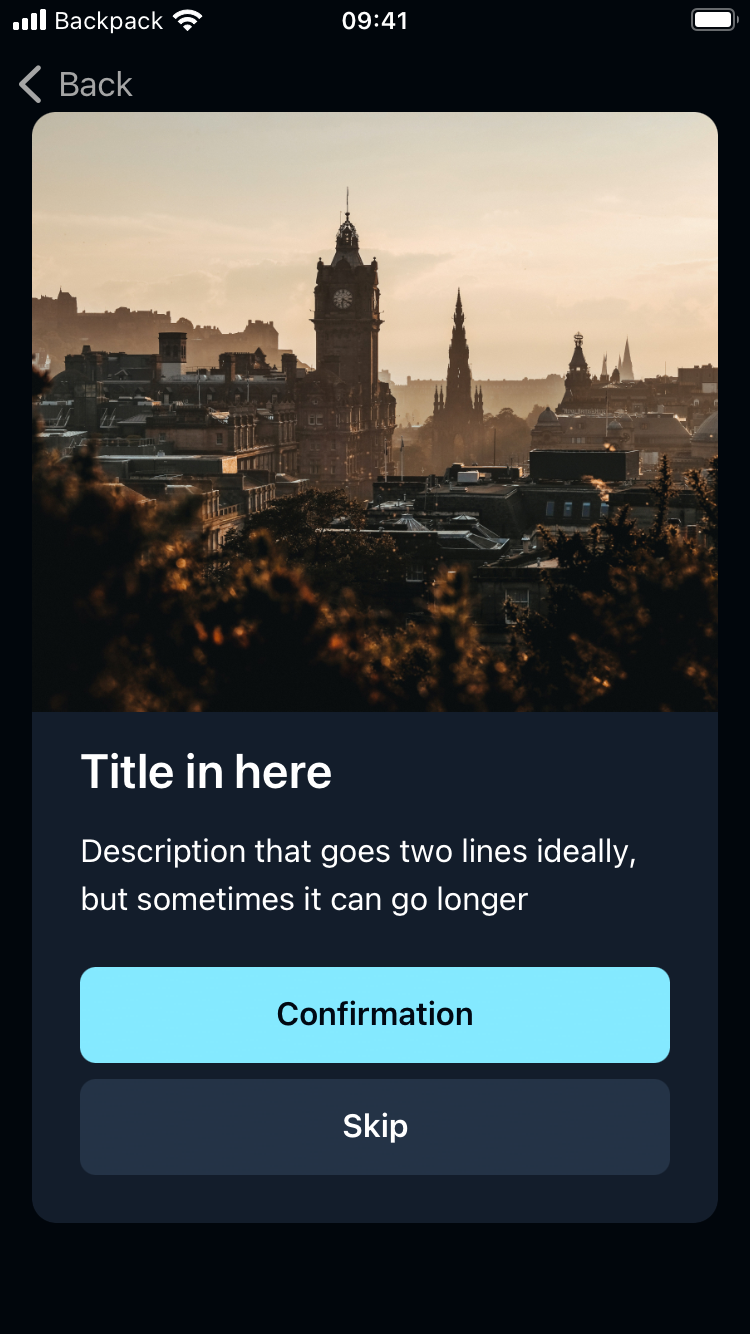 Backpack 09:41
Back
Title in here
Description that goes two lines ideally,
but sometimes it can go longer
Confirmation
Skip